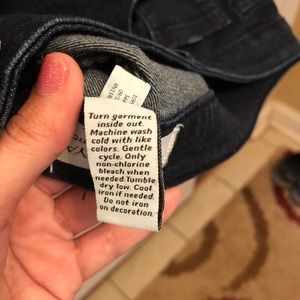 Turn garment
inside out.
Machine wash
cold with like
colors. Gentle
cycle. Only
non-chlorine
bleach when
needed.Tumble
dry low. Cool
iron if needed.
Do not iron
on decoration.